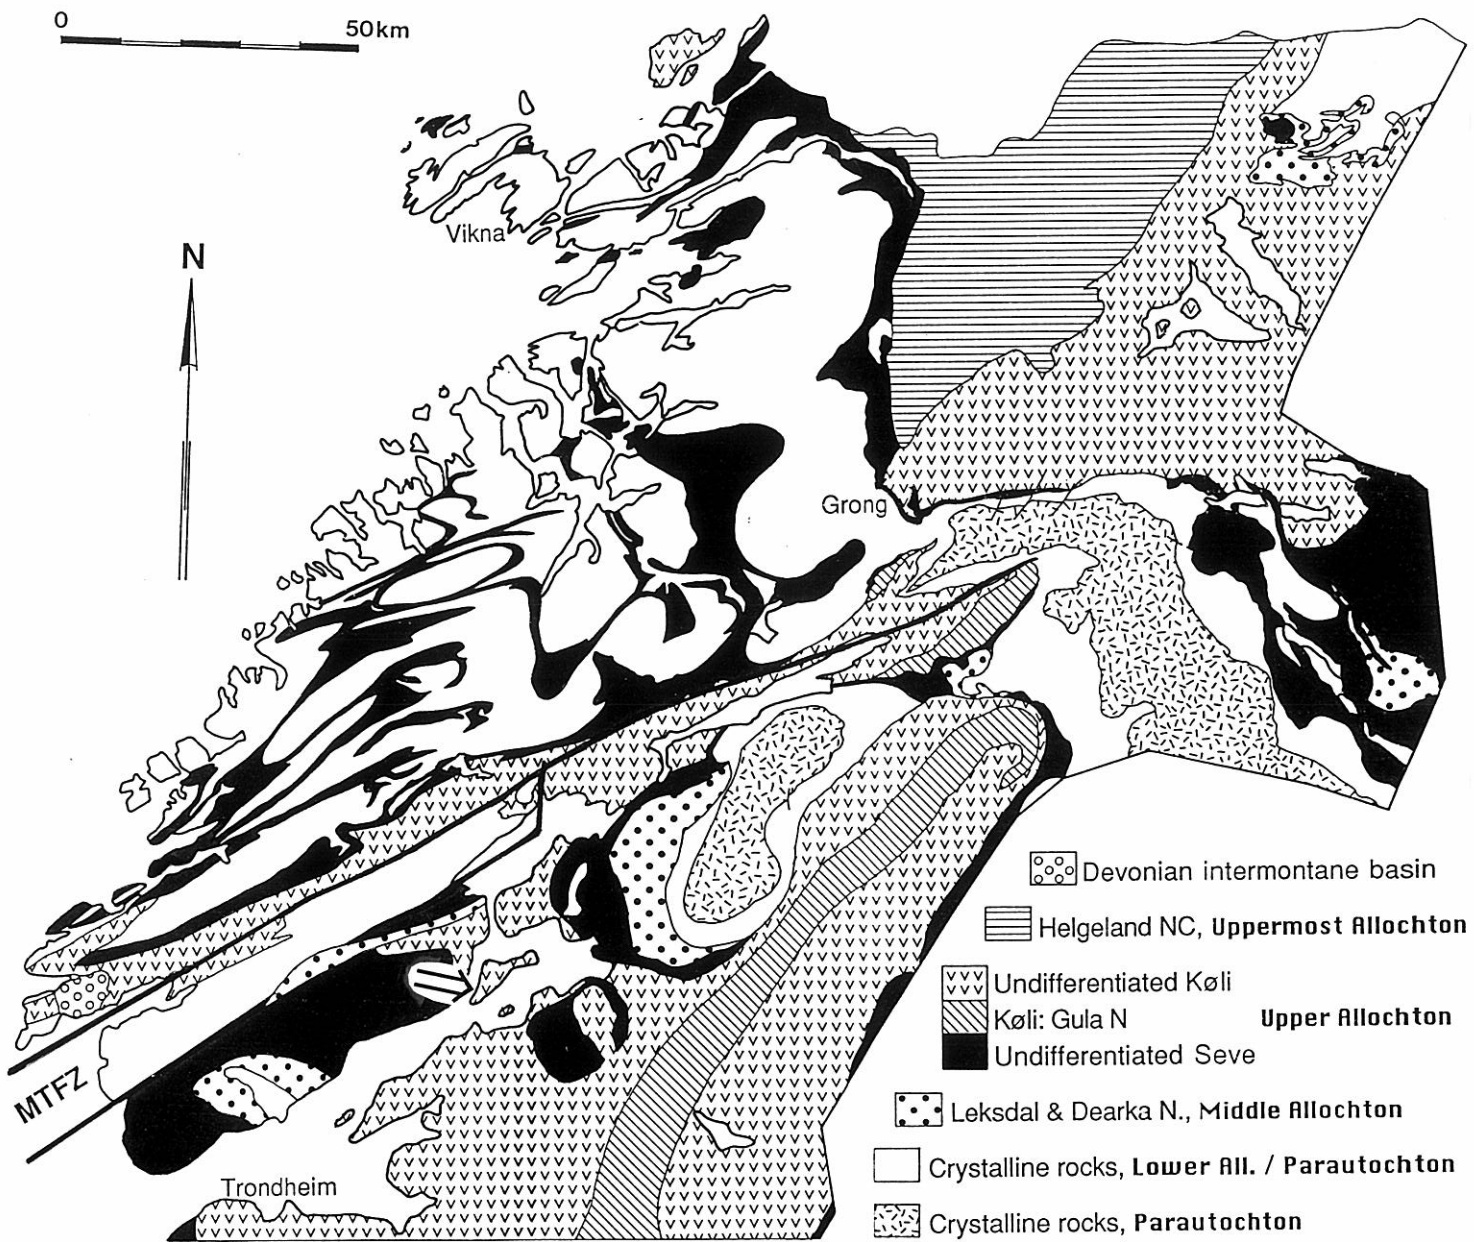 0 50km
Vikna
N
Grong
MTFZ
Trondheim
Devonian intermontane basin
Helgeland NC, Uppermost Allochton
Undifferentiated Køli
Køli: Gula N Upper Allochton
Undifferentiated Seve
Leksdal & Dearka N., Middle Allochton
Crystalline rocks, Lower All. / Parautochton
Crystalline rocks, Parautochton